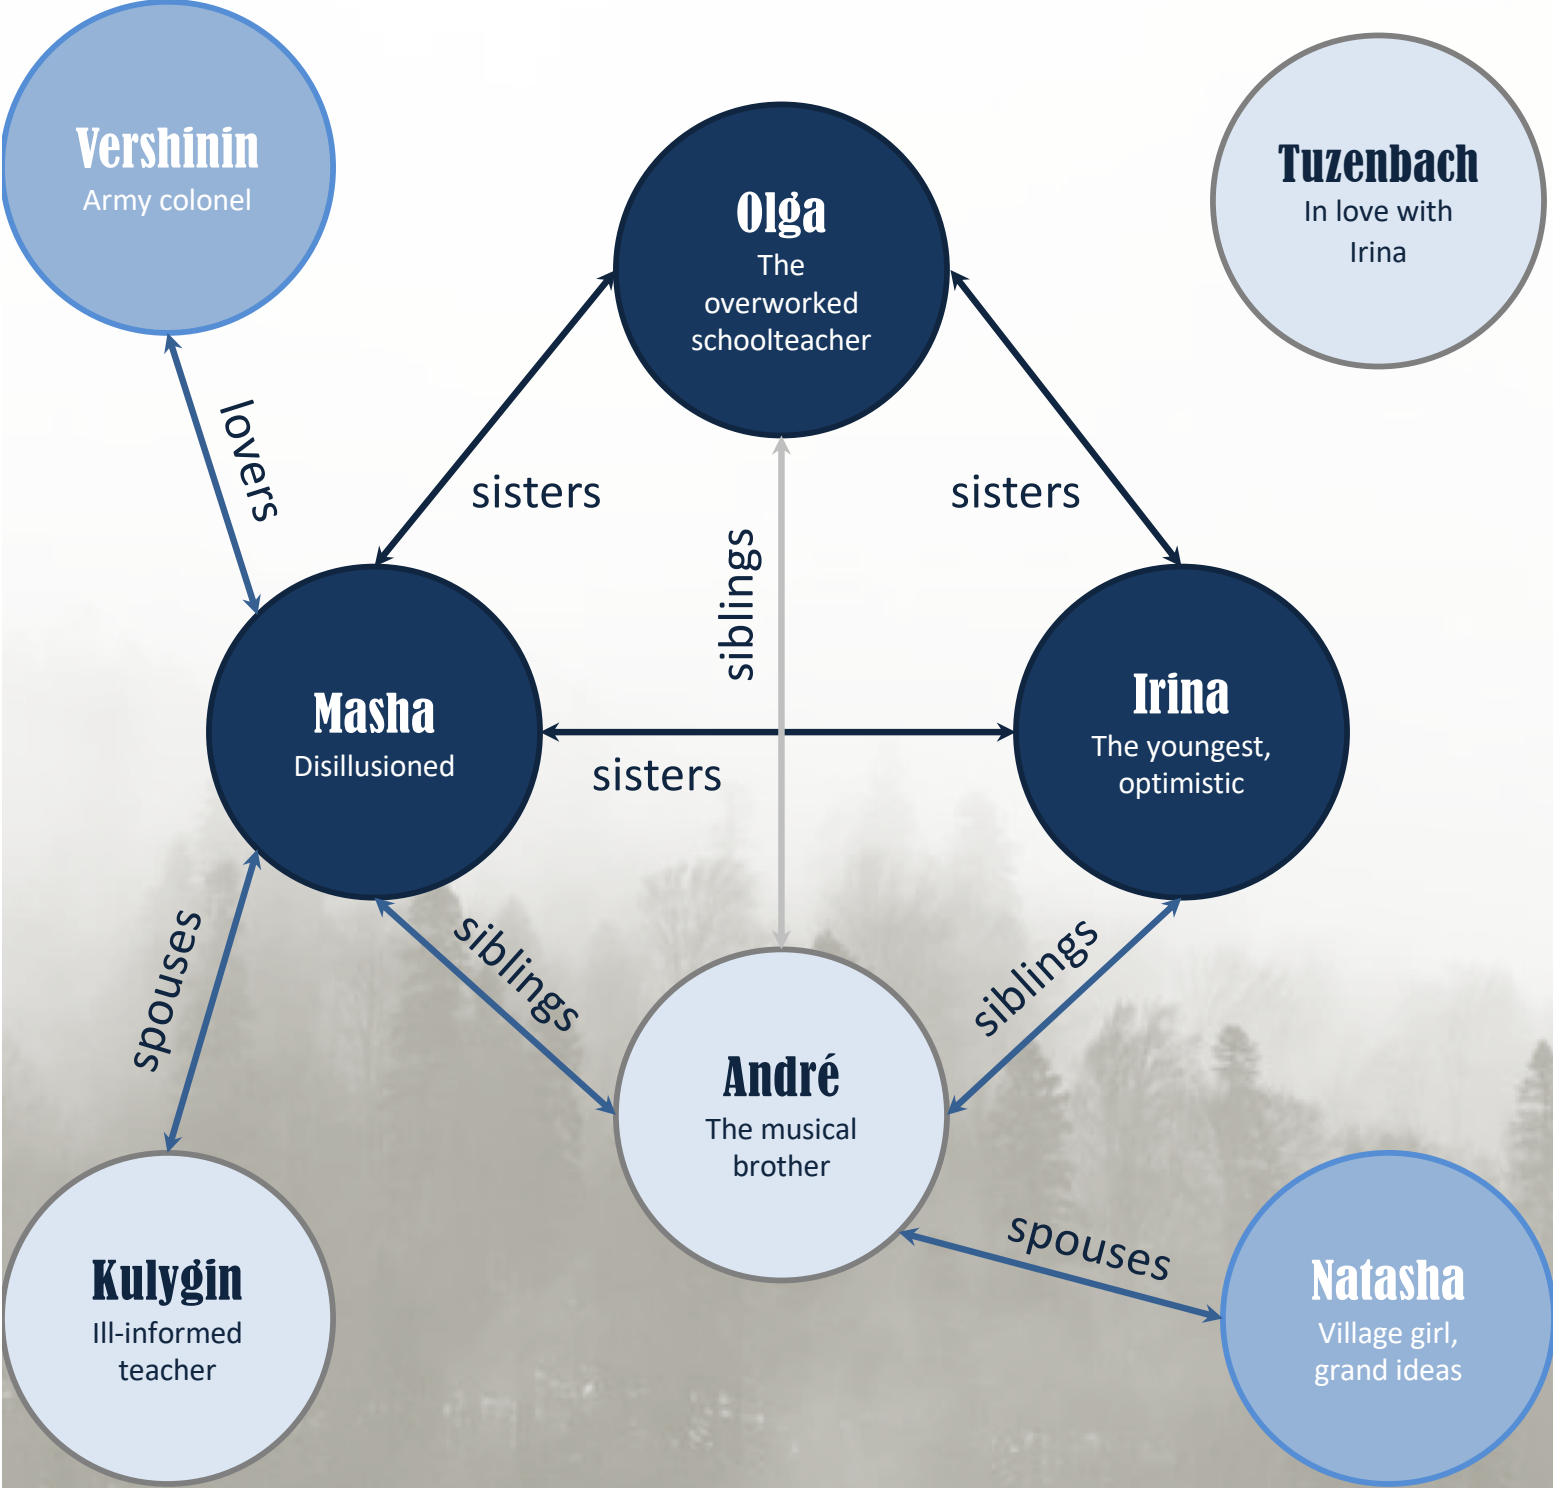 Vershinin
Army colonel
Olga
The
overworked
schoolteacher
Tuzenbach
In love with
Irina
lovers
sisters
sisters
siblings
Masha
Disillusioned
sisters
Irina
The youngest,
optimistic
spouses
siblings
siblings
André
The musical
brother
spouses
Kulygin
Ill-informed
teacher
Natasha
Village girl,
grand ideas